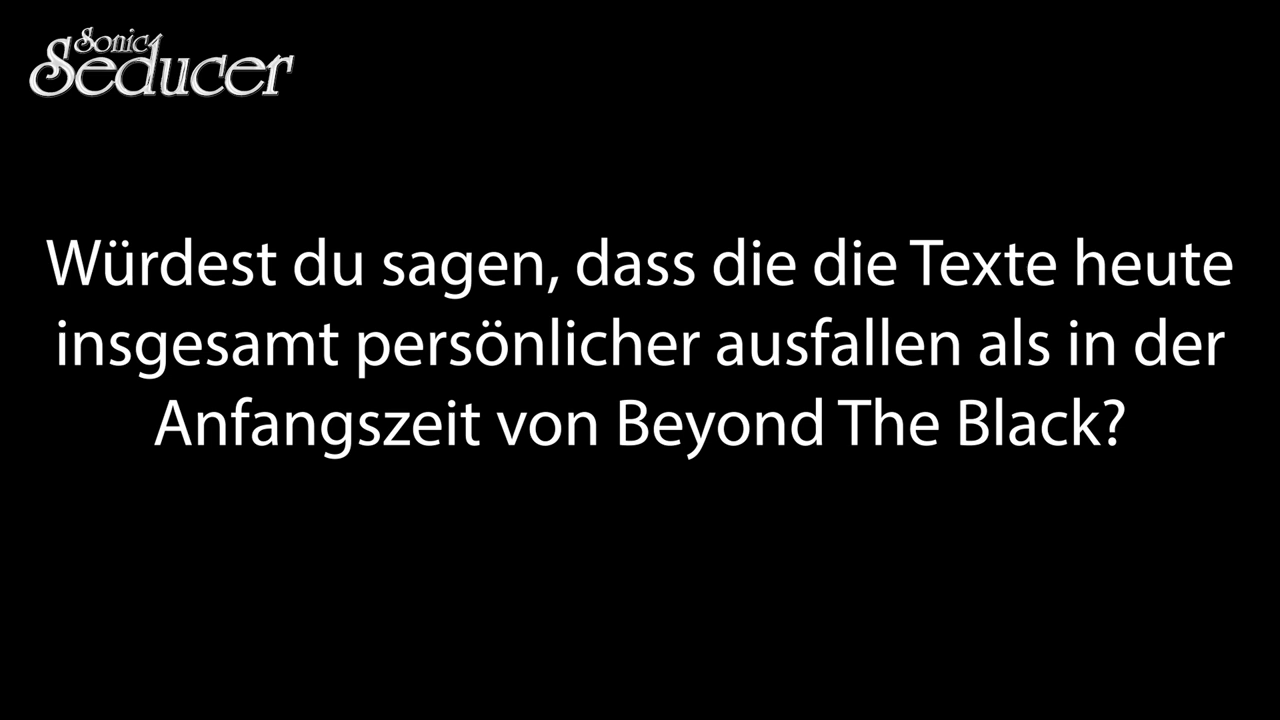 Sonic
Seducer
Würdest du sagen, dass die die Texte heute
insgesamt persönlicher ausfallen als in der
Anfangszeit von Beyond The Black?